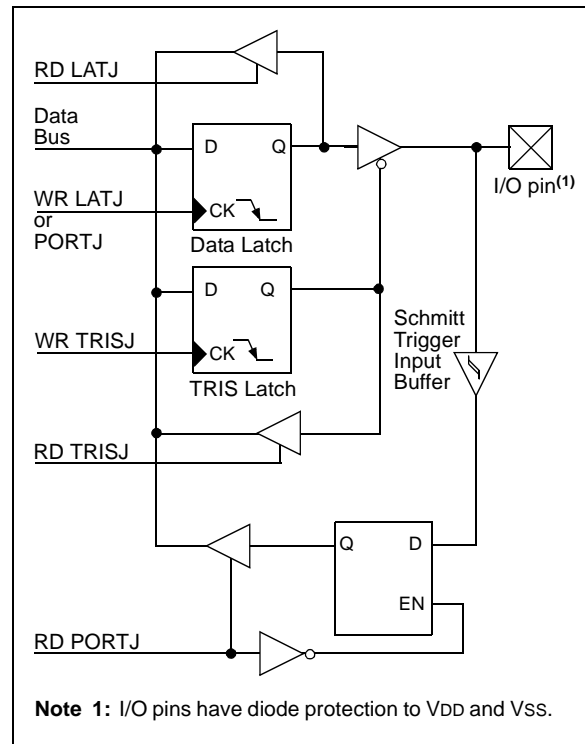 RD LATJ
Data
Bus
D Q
WR LATJ
or
PORTJ
CK
Data Latch
I/O pin(1)
D Q
WR TRISJ
CK
TRIS Latch
Schmitt
Trigger
Input
Buffer
RD TRISJ
Q D
EN
RD PORTJ
Note 1: I/O pins have diode protection to VDD and VSS.